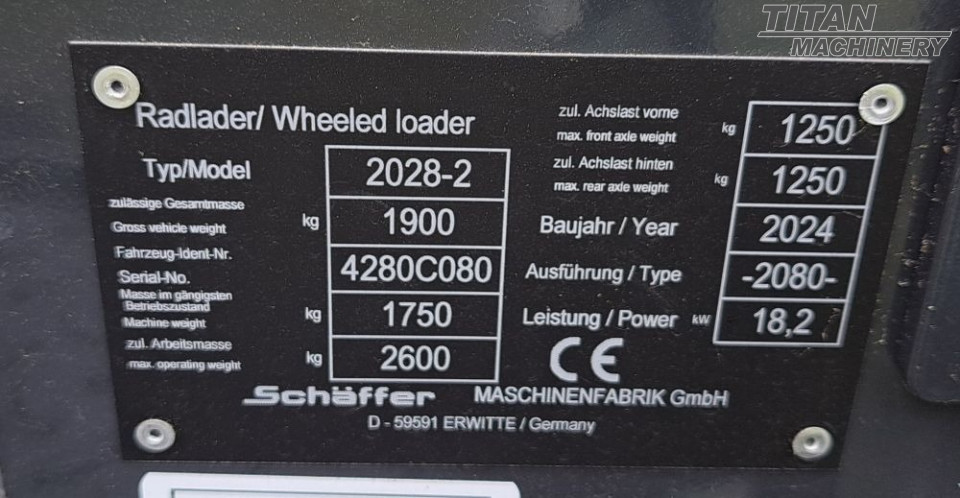 TITAN
MACHINERY
Radlader/ Wheeled loader
Typ/Model 2028-2
zulässige Gesamtmasse
Gross vehicle weight kg 1900
Fahrzeug-Ident-Nr.
Serial-No. 4280C080
Masse im gängigsten
Betriebszustand
Machine weight kg 1750
zul. Arbeitsmasse
max. operating weight kg 2600
zul. Achslast vorne
max. front axle weight kg 1250
zul. Achslast hinten
max. rear axle weight kg 1250
Baujahr / Year 2024
Ausführung / Type -2080-
Leistung / Power kW 18,2
CE
Schäffer MASCHINENFABRIK GmbH
D - 59591 ERWITTE / Germany